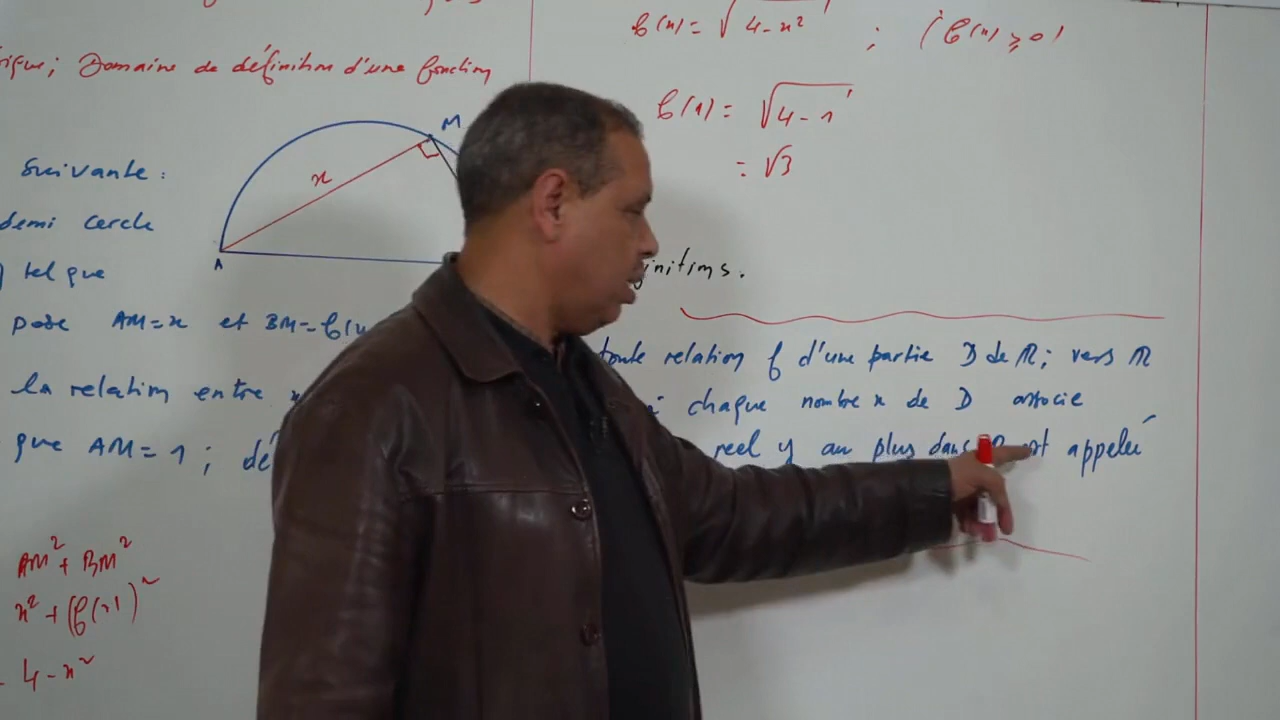 Domaine de définition d'une fonction
Suivante :
demi cercle
tel que
pose AM=x et BM=f(x
la relation entre
que AM=1 ; dé
AM² + BM²
x² + (f(x))²
- 4-x²
M
x
A
f(x) = √4-x² ; (f(x) ≥ 0)
f(1) = √4-1
= √3
initions.
toute relation f d'une partie D de ℝ ; vers ℝ
chaque nombre x de D associe
reel y au plus dans est appeleé